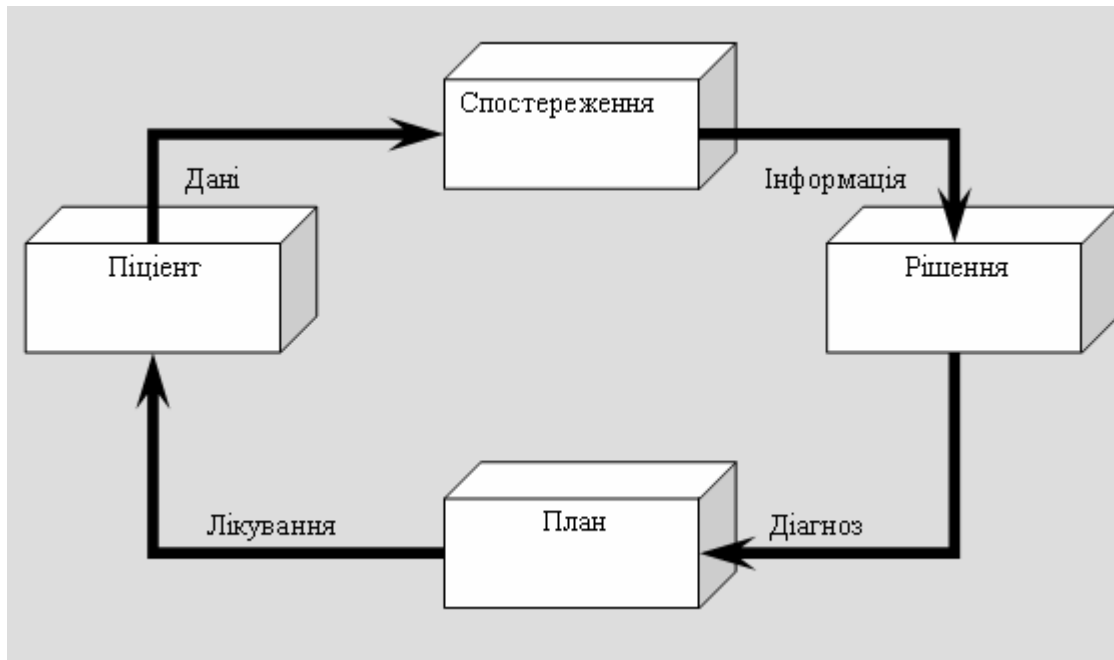 Спостереження
Дані
Інформація
Піціент
Рішення
Лікування
План
Діагноз